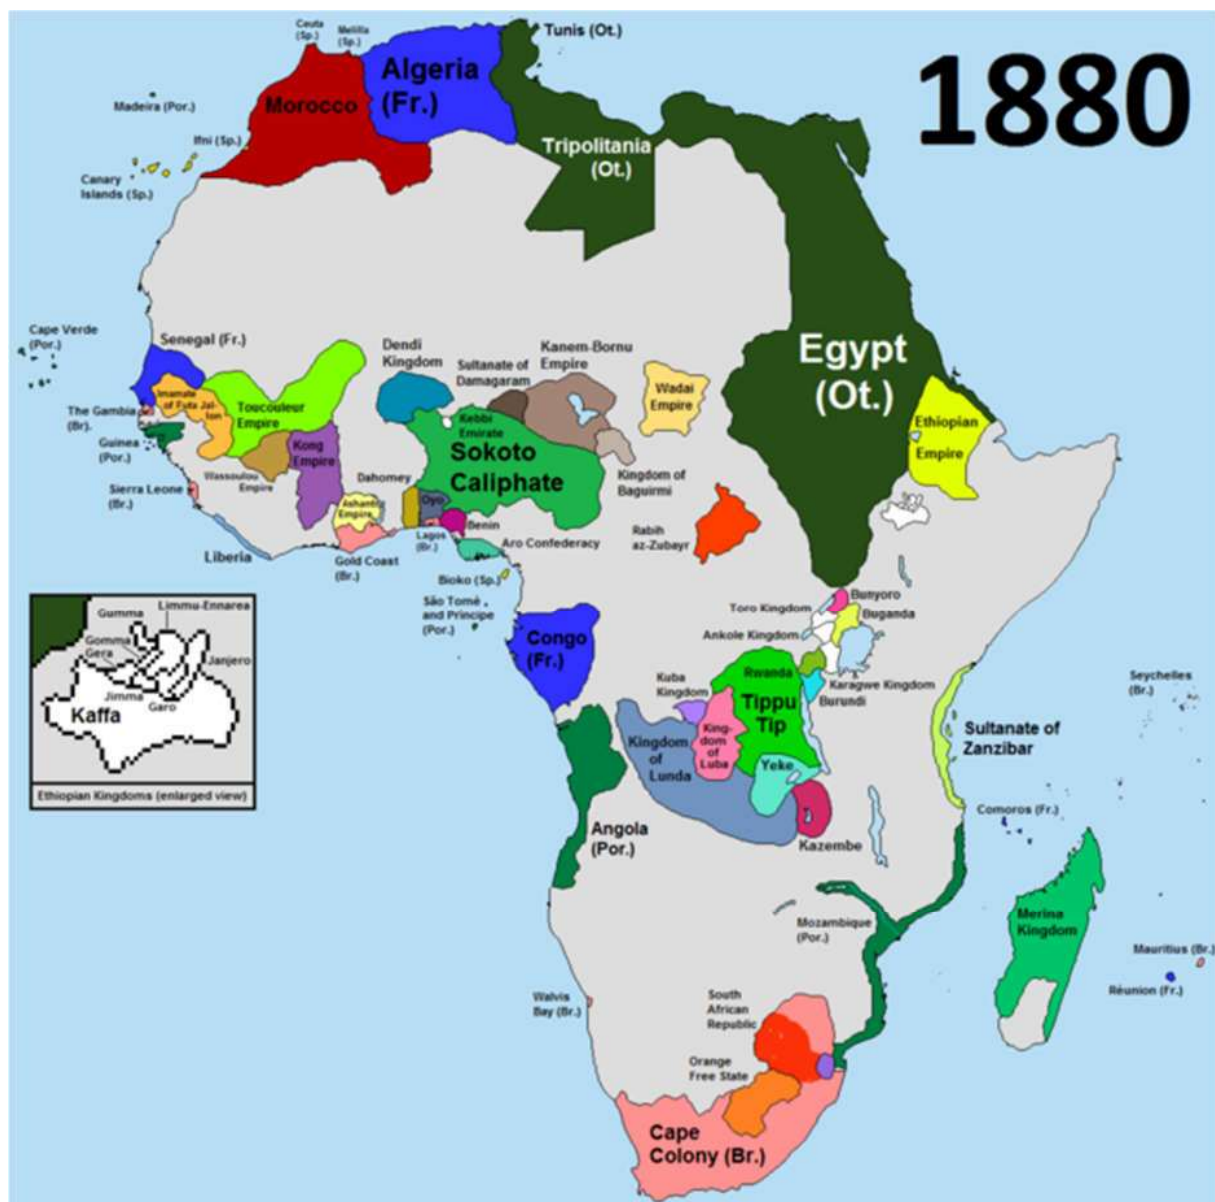 1880
Ceuta
(Sp.)
Melilla
(Sp.)
Tunis (Ot.)
Algeria
(Fr.)
Morocco
Madeira (Por.)
Ifni (Sp.)
Tripolitania
(Ot.)
Canary
Islands (Sp.)
Cape Verde
(Por.)
Senegal (Fr.)
Dendi
Kingdom
Sultanate of
Damagaram
Kanem-Bornu
Empire
Egypt
(Ot.)
Imamate
of Futa Jal-
lon
Toucouleur
Empire
Wadai
Empire
Ethiopian
Empire
The Gambia
(Br).
Kebbi
Emirate
Guinea
(Por.)
Kong
Empire
Sokoto
Caliphate
Wassoulou
Empire
Dahomey
Kingdom of
Baguirmi
Sierra Leone
(Br.)
Ashanti
Empire
Oyo
Benin
Lagos
(Br.)
Rabih
az-Zubayr
Liberia
Gold Coast
(Br.)
Aro Confederacy
Bioko (Sp.)
São Tomé
and Principe
(Por.)
Bunyoro
Toro Kingdom
Buganda
Ankole Kingdom
Congo
(Fr.)
Rwanda
Karagwe Kingdom
Burundi
Kuba
Kingdom
Tippu
Tip
Seychelles
(Br.)
Kingdom
of
Lunda
King-
dom
of
Luba
Yeke
Sultanate of
Zanzibar
Limmu-Ennarea
Gumma
Gomma
Gera
Janjero
Jimma
Garo
Kaffa
Ethiopian Kingdoms (enlarged view)
Comoros (Fr.)
Angola
(Por.)
Kazembe
Mozambique
(Por.)
Merina
Kingdom
Mauritius (Br.)
Réunion (Fr.)
Walvis
Bay (Br.)
South
African
Republic
Orange
Free State
Cape
Colony (Br.)